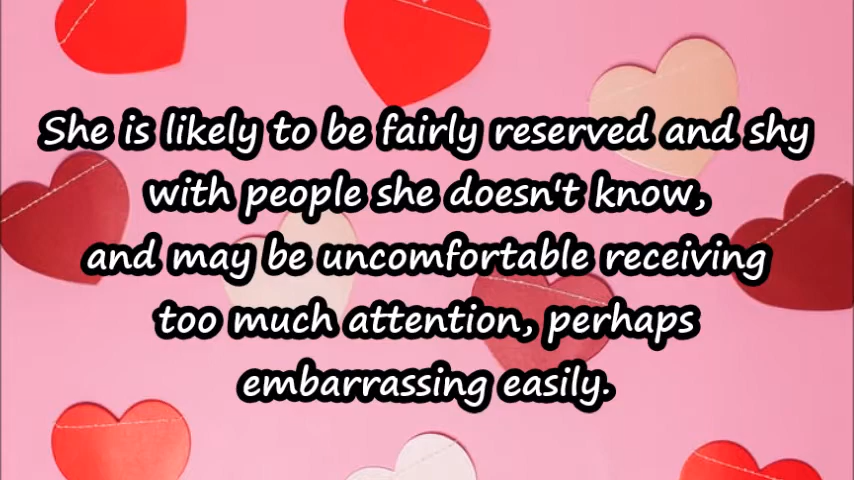 She is likely to be fairly reserved and shy
with people she doesn't know,
and may be uncomfortable receiving
too much attention, perhaps
embarrassing easily.